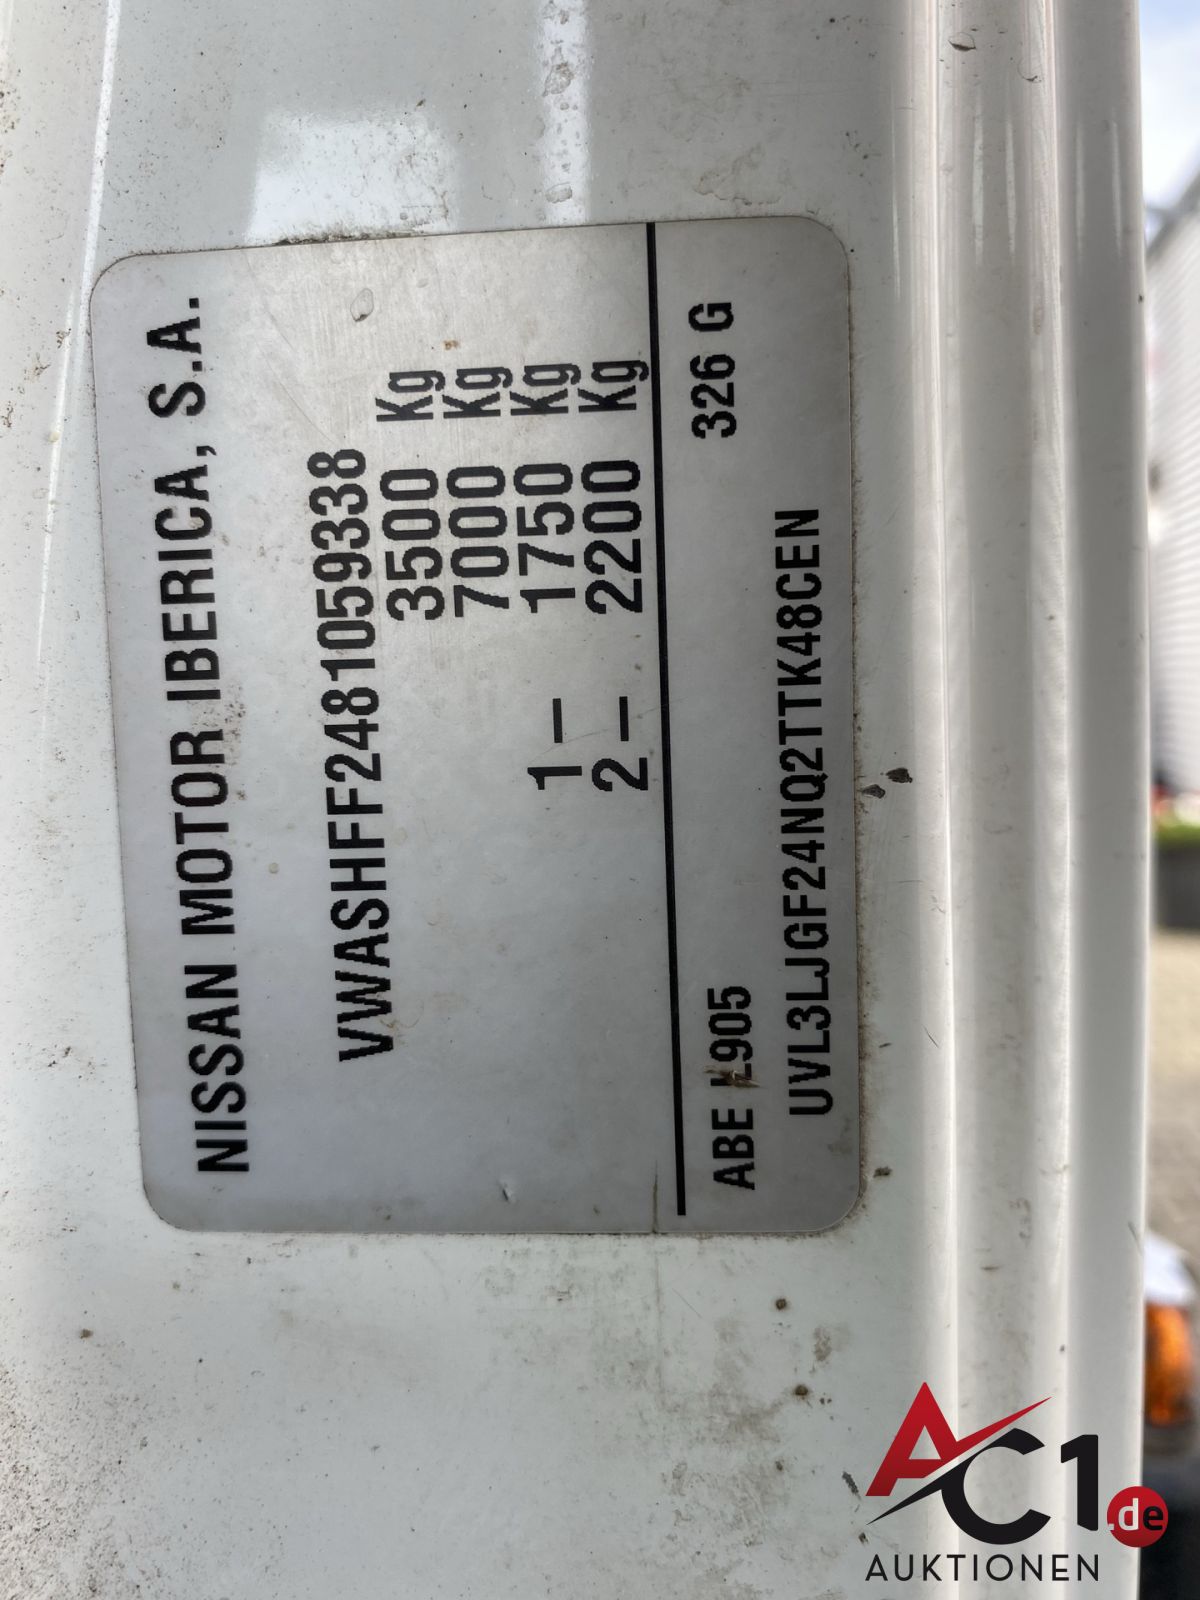 NISSAN MOTOR IBERICA, S.A.
VWASHFF2481059338
3500 Kg
7000 Kg
1 – 1750 Kg
2 – 2200 Kg
ABE L905 326 G
UVL3LJGF24NQ2TTK48CEN
AC1.de
AUKTIONEN